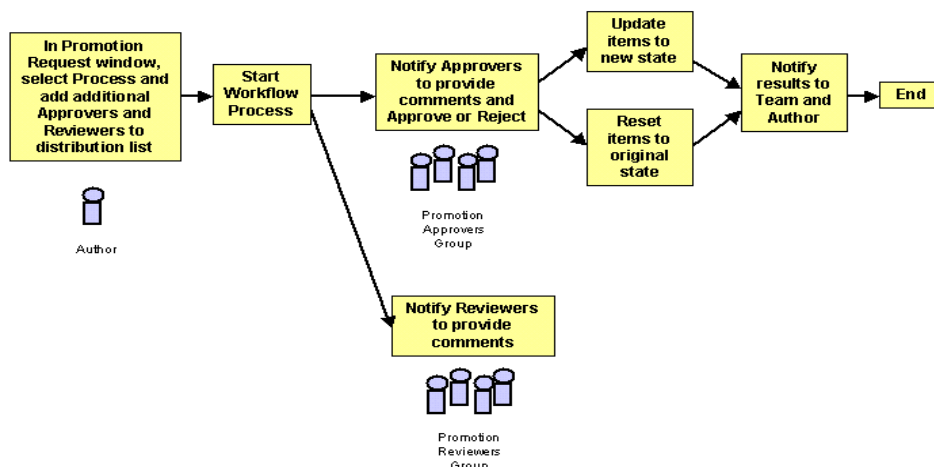 In Promotion
Request window,
select Process and
add additional
Approvers and
Reviewers to
distribution list
Author
Start
Workflow
Process
Notify Approvers
to provide
comments and
Approve or Reject
Promotion
Approvers
Group
Update
items to
new state
Reset
items to
original
state
Notify
results to
Team and
Author
End
Notify Reviewers
to provide
comments
Promotion
Reviewers
Group